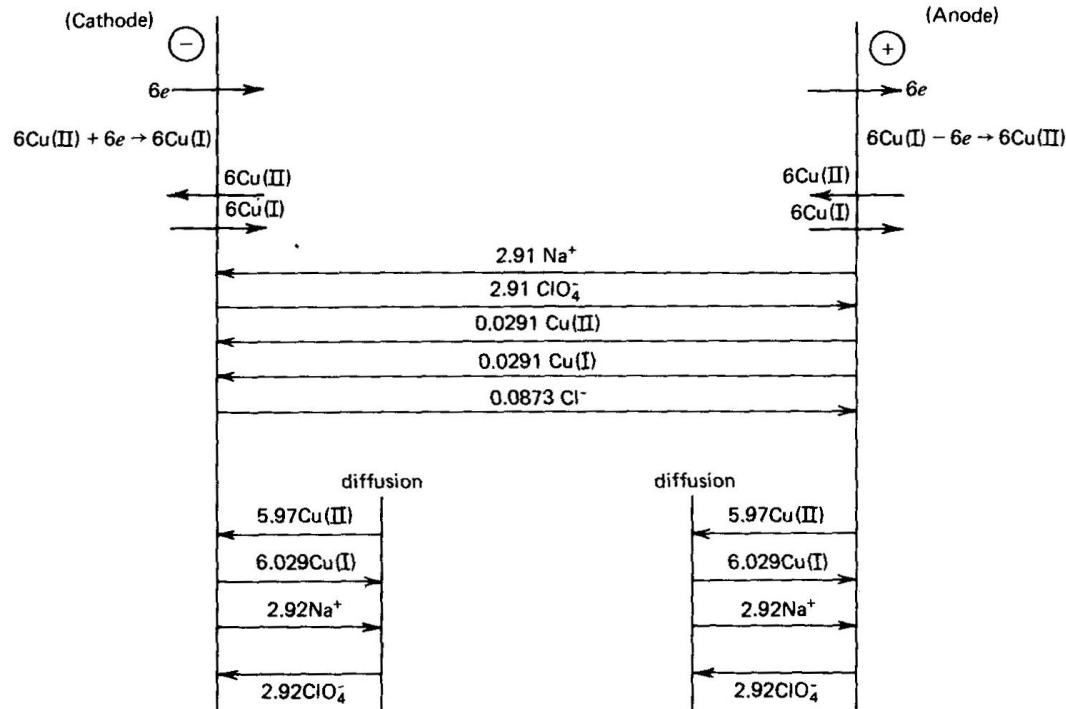 (Cathode)
(Anode)
−
+
6e
6e
6Cu(II) + 6e → 6Cu(I)
6Cu(I) − 6e → 6Cu(II)
6Cu(II)
6Cu(I)
6Cu(II)
6Cu(I)
2.91 Na⁺
2.91 ClO₄⁻
0.0291 Cu(II)
0.0291 Cu(I)
0.0873 Cl⁻
diffusion
diffusion
5.97Cu(II)
5.97Cu(II)
6.029Cu(I)
6.029Cu(I)
2.92Na⁺
2.92Na⁺
2.92ClO₄⁻
2.92ClO₄⁻